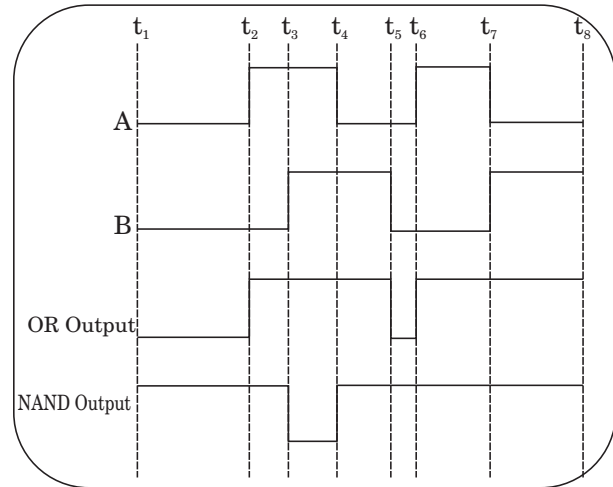 t₁ t₂ t₃ t₄ t₅ t₆ t₇ t₈
A
B
OR Output
NAND Output